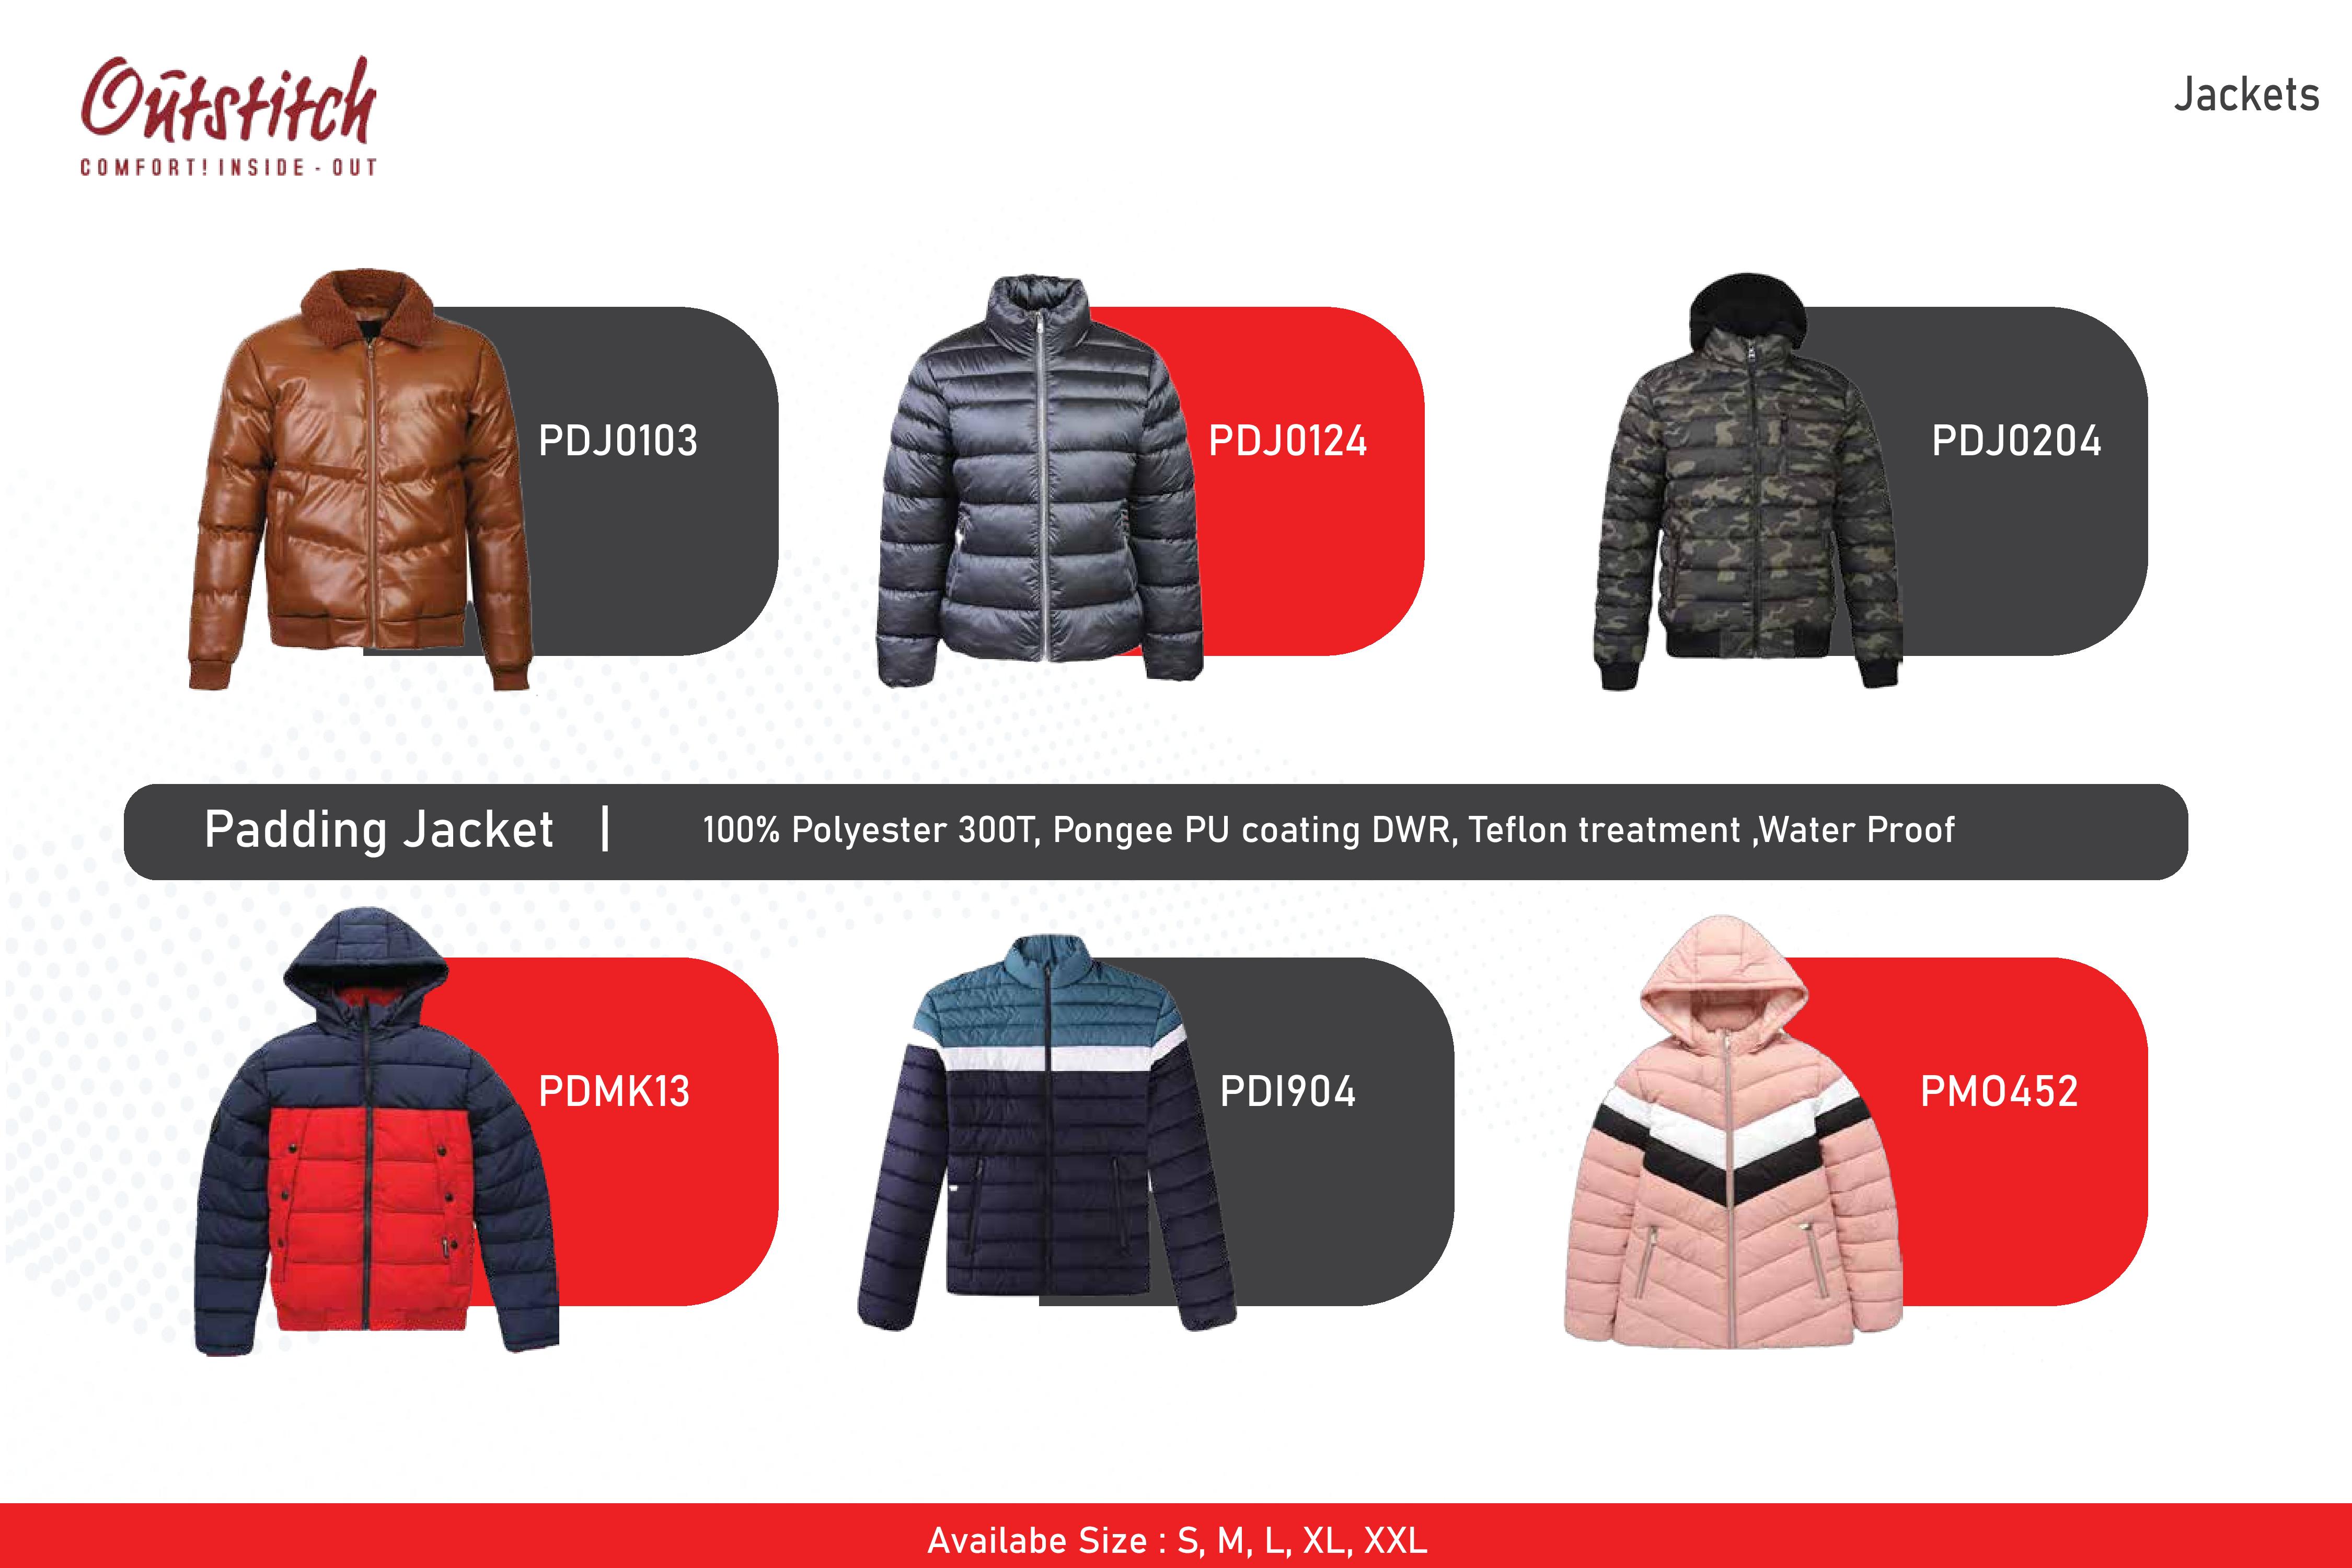 Outstitch
COMFORT! INSIDE - OUT
Jackets
PDJ0103
PDJ0124
PDJ0204
Padding Jacket | 100% Polyester 300T, Pongee PU coating DWR, Teflon treatment ,Water Proof
PDMK13
PDI904
PMO452
Availabe Size : S, M, L, XL, XXL